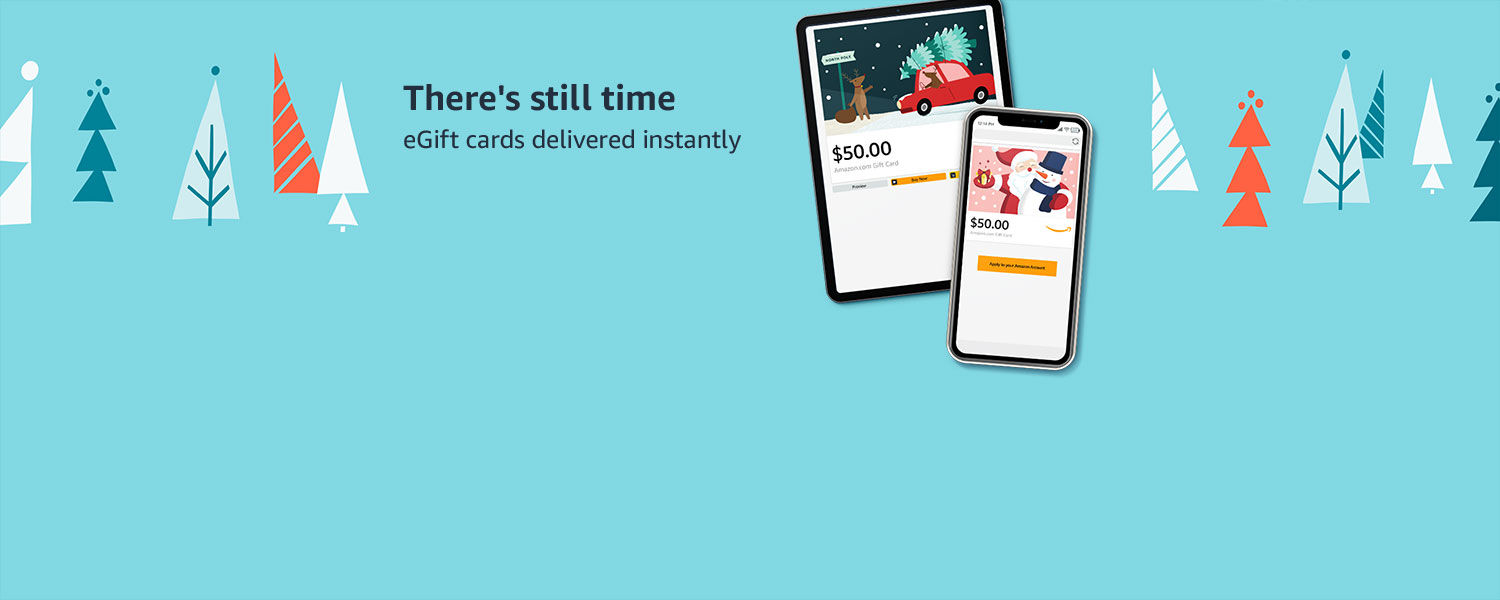 There's still time
eGift cards delivered instantly
NORTH POLE
$50.00
Amazon.com Gift Card
Preview
Buy Now
12:14 PM
$50.00
Amazon.com Gift Card
Apply to your Amazon Account